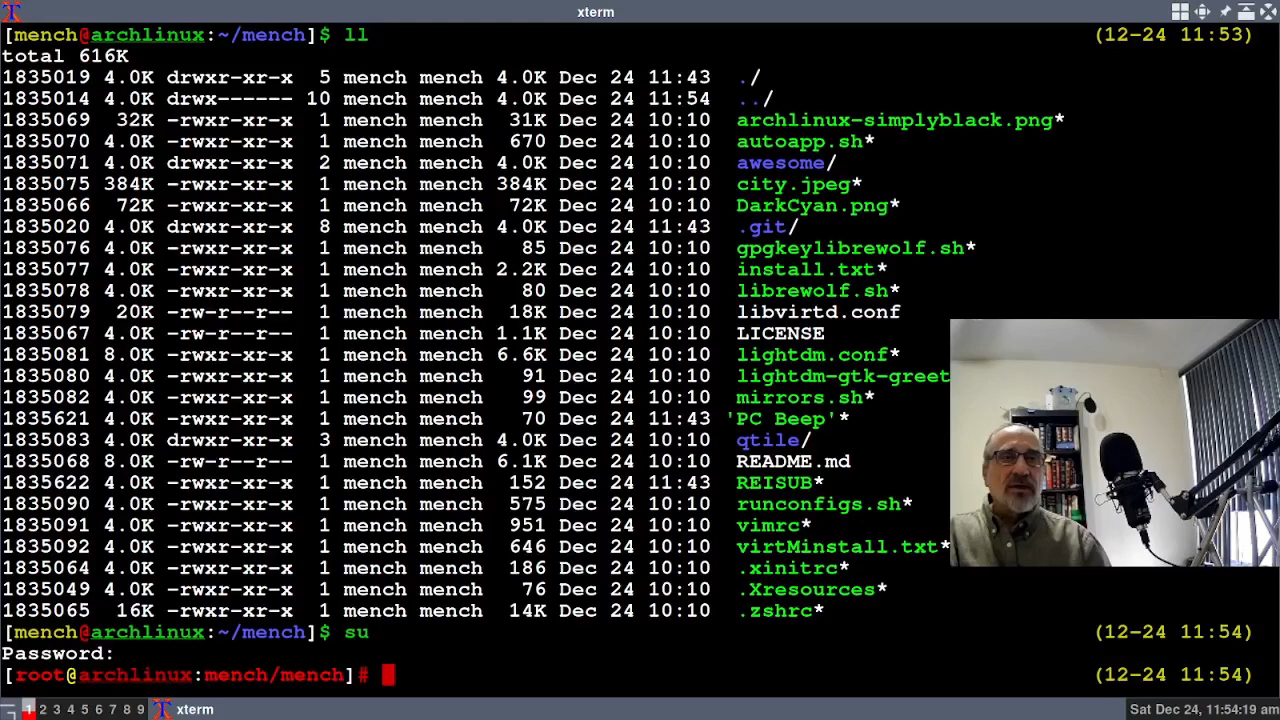 xterm
[mench@archlinux:~/mench]$ ll (12-24 11:53)
total 616K
1835019 4.0K drwxr-xr-x 5 mench mench 4.0K Dec 24 11:43 ./
1835014 4.0K drwx------ 10 mench mench 4.0K Dec 24 11:54 ../
1835069 32K -rwxr-xr-x 1 mench mench 31K Dec 24 10:10 archlinux-simplyblack.png*
1835070 4.0K -rwxr-xr-x 1 mench mench 670 Dec 24 10:10 autoapp.sh*
1835071 4.0K drwxr-xr-x 2 mench mench 4.0K Dec 24 10:10 awesome/
1835075 384K -rwxr-xr-x 1 mench mench 384K Dec 24 10:10 city.jpeg*
1835066 72K -rwxr-xr-x 1 mench mench 72K Dec 24 10:10 DarkCyan.png*
1835020 4.0K drwxr-xr-x 8 mench mench 4.0K Dec 24 11:43 .git/
1835076 4.0K -rwxr-xr-x 1 mench mench 85 Dec 24 10:10 gpgkeylibrewolf.sh*
1835077 4.0K -rwxr-xr-x 1 mench mench 2.2K Dec 24 10:10 install.txt*
1835078 4.0K -rwxr-xr-x 1 mench mench 80 Dec 24 10:10 librewolf.sh*
1835079 20K -rw-r--r-- 1 mench mench 18K Dec 24 10:10 libvirtd.conf
1835067 4.0K -rw-r--r-- 1 mench mench 1.1K Dec 24 10:10 LICENSE
1835081 8.0K -rwxr-xr-x 1 mench mench 6.6K Dec 24 10:10 lightdm.conf*
1835080 4.0K -rwxr-xr-x 1 mench mench 91 Dec 24 10:10 lightdm-gtk-greet
1835082 4.0K -rwxr-xr-x 1 mench mench 99 Dec 24 10:10 mirrors.sh*
1835621 4.0K -rwxr-xr-x 1 mench mench 70 Dec 24 11:43 'PC Beep'*
1835083 4.0K drwxr-xr-x 3 mench mench 4.0K Dec 24 10:10 qtile/
1835068 8.0K -rw-r--r-- 1 mench mench 6.1K Dec 24 10:10 README.md
1835622 4.0K -rwxr-xr-x 1 mench mench 152 Dec 24 11:43 REISUB*
1835090 4.0K -rwxr-xr-x 1 mench mench 575 Dec 24 10:10 runconfigs.sh*
1835091 4.0K -rwxr-xr-x 1 mench mench 951 Dec 24 10:10 vimrc*
1835092 4.0K -rwxr-xr-x 1 mench mench 646 Dec 24 10:10 virtMinstall.txt*
1835064 4.0K -rwxr-xr-x 1 mench mench 186 Dec 24 10:10 .xinitrc*
1835049 4.0K -rwxr-xr-x 1 mench mench 76 Dec 24 10:10 .Xresources*
1835065 16K -rwxr-xr-x 1 mench mench 14K Dec 24 10:10 .zshrc*
[mench@archlinux:~/mench]$ su (12-24 11:54)
Password:
[root@archlinux:mench/mench]# (12-24 11:54)
1 2 3 4 5 6 7 8 9 xterm Sat Dec 24, 11:54:19 am